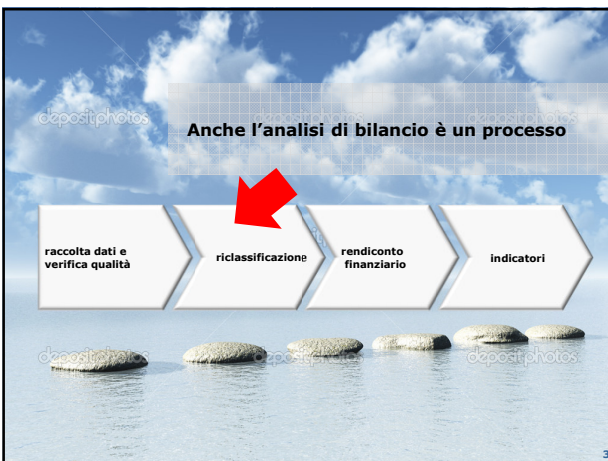 depositphotos
depositphotos
Anche l'analisi di bilancio è un processo
raccolta dati e
verifica qualità
riclassificazione
rendiconto
finanziario
indicatori
depositphotos
depositphotos
depositphotos
3